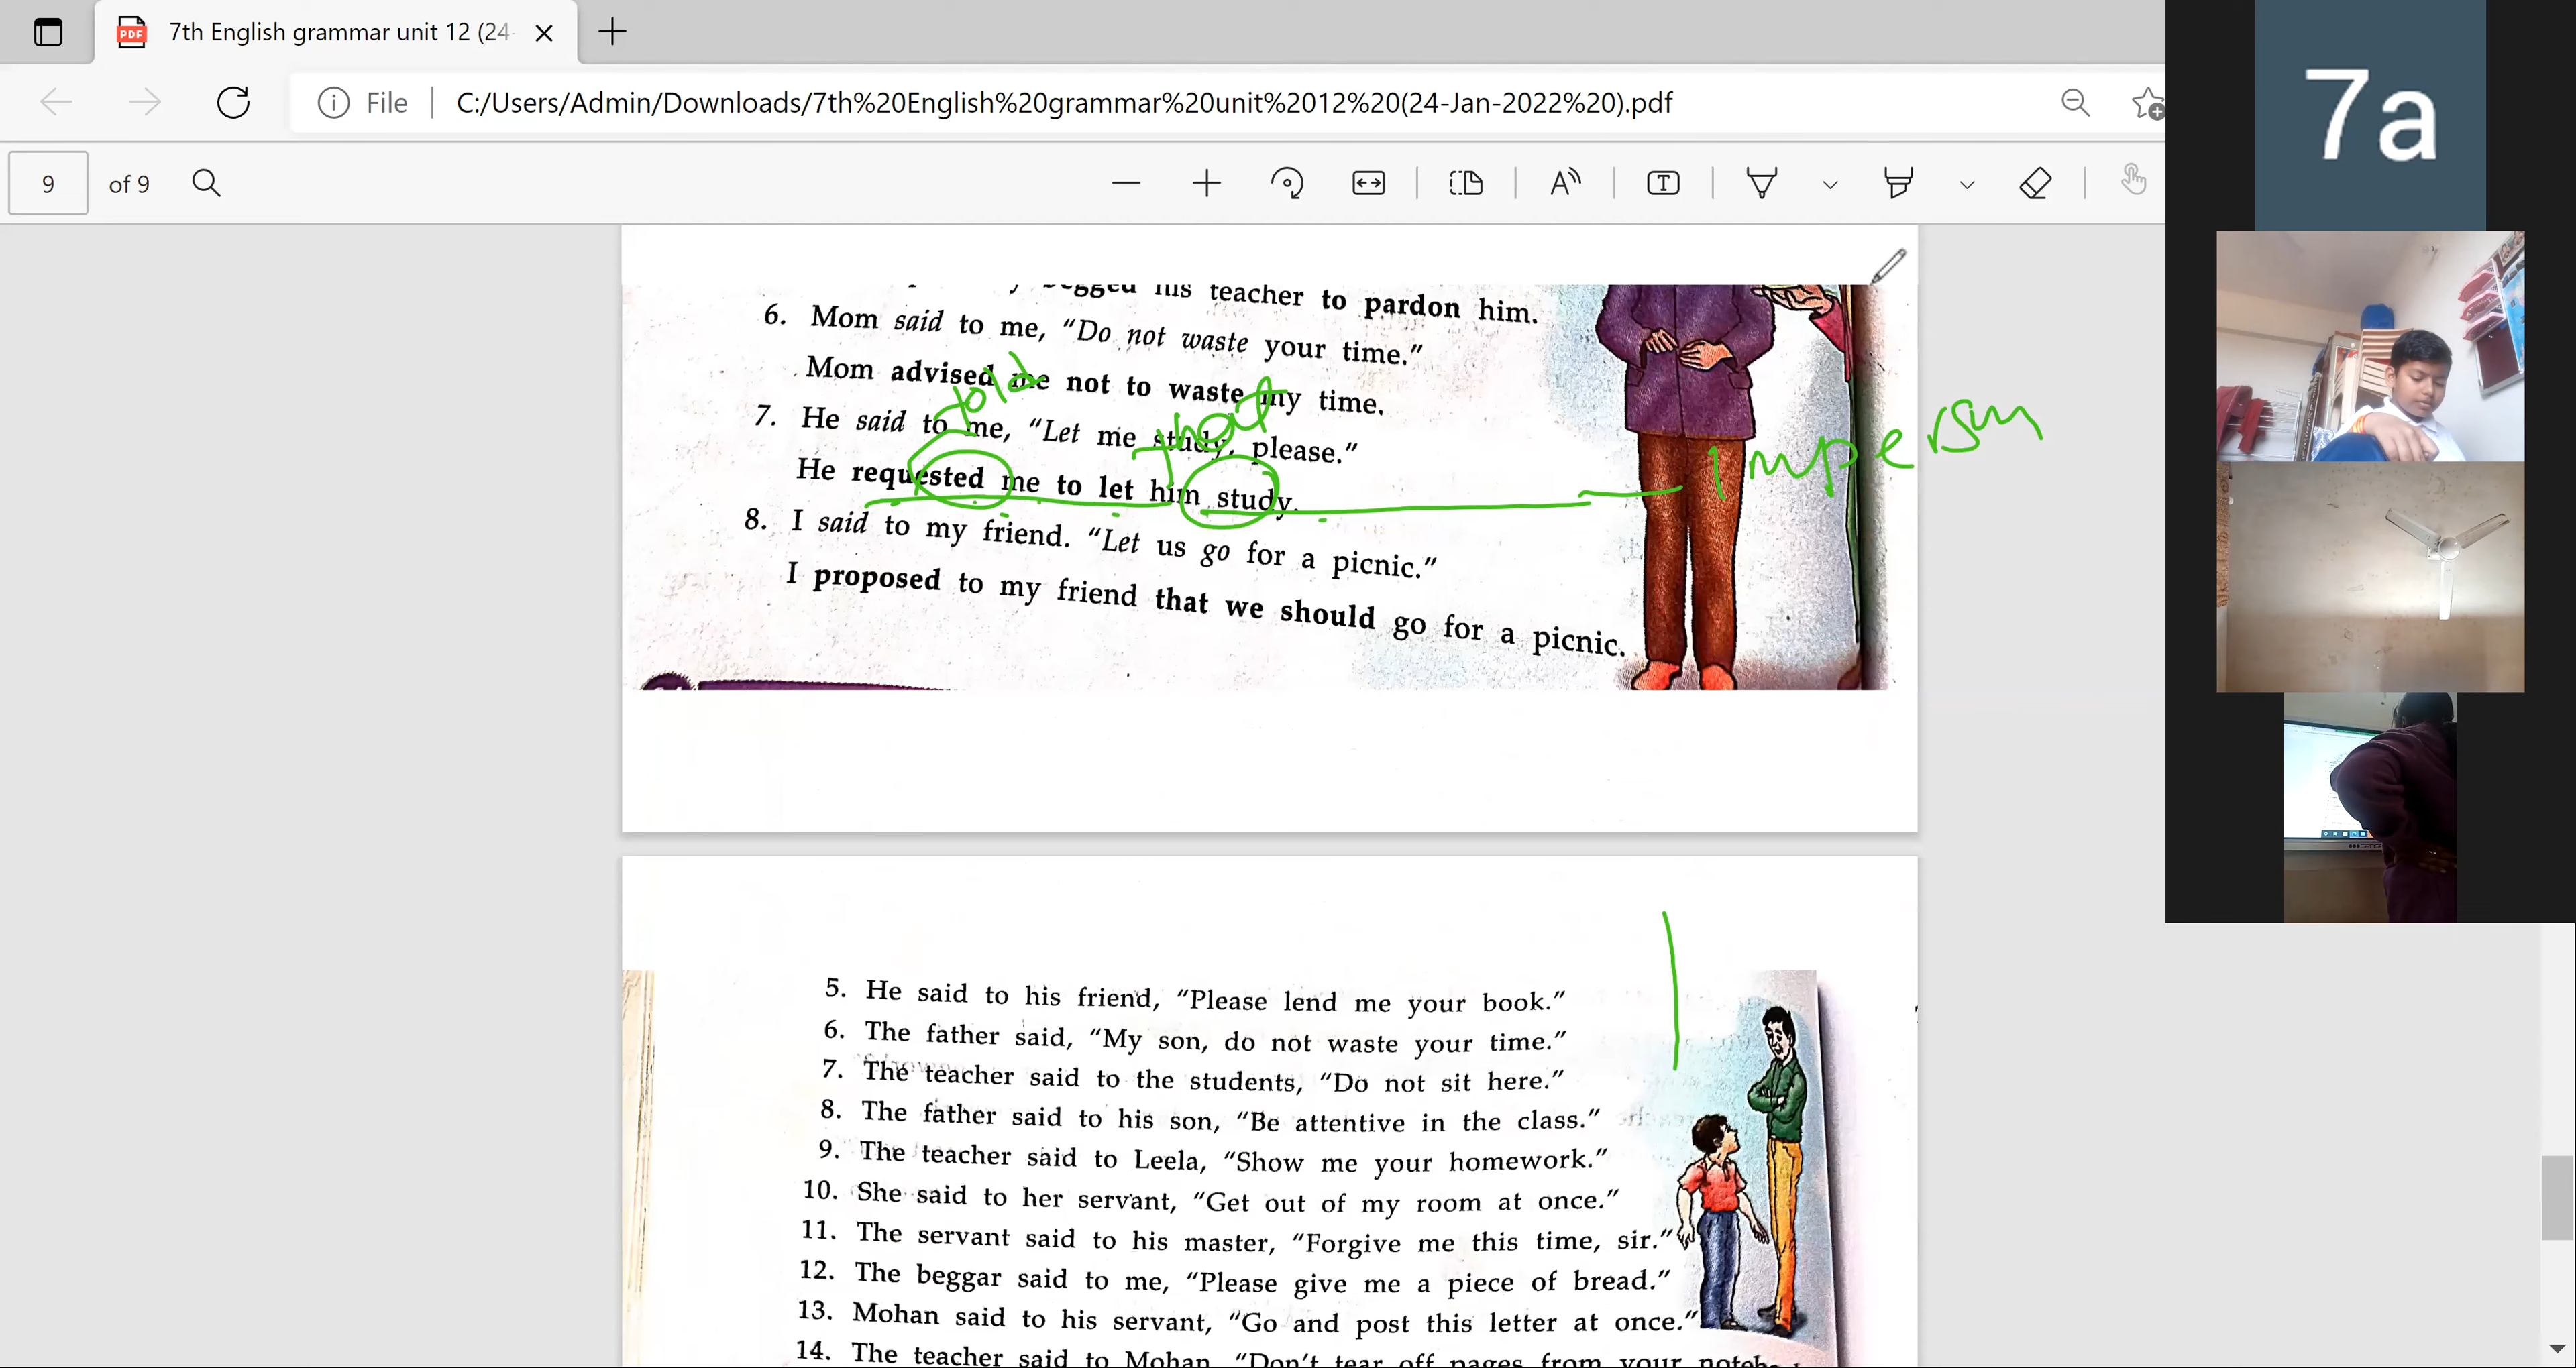 7th English grammar unit 12 (24-
File
C:/Users/Admin/Downloads/7th%20English%20grammar%20unit%2012%20(24-Jan-2022%20).pdf
7a
9 of 9
begged his teacher to pardon him.
6. Mom said to me, “Do not waste your time.”
Mom advised me not to waste my time.
told
7. He said to me, “Let me study, please.”
that
He requested me to let him study.
8. I said to my friend. “Let us go for a picnic.”
I proposed to my friend that we should go for a picnic.
5. He said to his friend, “Please lend me your book.”
6. The father said, “My son, do not waste your time.”
7. The teacher said to the students, “Do not sit here.”
8. The father said to his son, “Be attentive in the class.”
9. The teacher said to Leela, “Show me your homework.”
10. She said to her servant, “Get out of my room at once.”
11. The servant said to his master, “Forgive me this time, sir.”
12. The beggar said to me, “Please give me a piece of bread.”
13. Mohan said to his servant, “Go and post this letter at once.”
14. The teacher said to Mohan, “Don't tear off pages from your